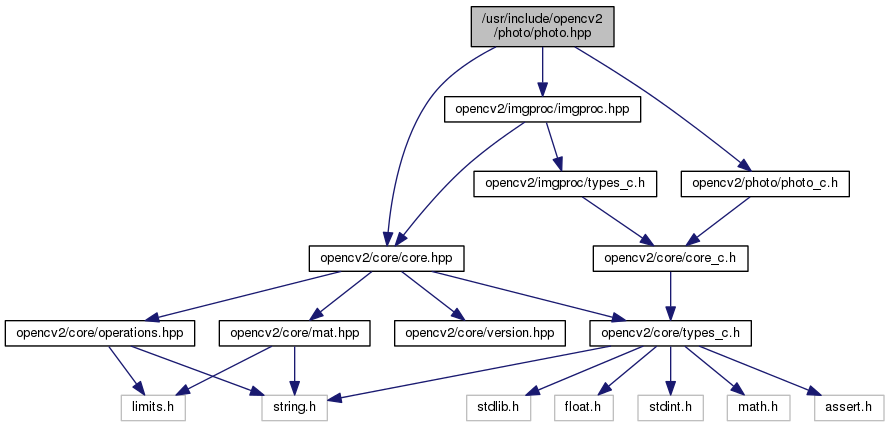 /usr/include/opencv2
/photo/photo.hpp
opencv2/imgproc/imgproc.hpp
opencv2/imgproc/types_c.h
opencv2/photo/photo_c.h
opencv2/core/core.hpp
opencv2/core/core_c.h
opencv2/core/operations.hpp
opencv2/core/mat.hpp
opencv2/core/version.hpp
opencv2/core/types_c.h
limits.h
string.h
stdlib.h
float.h
stdint.h
math.h
assert.h